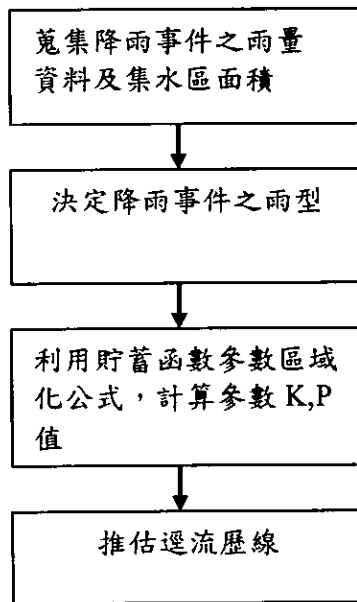 蒐集降雨事件之雨量
資料及集水區面積
決定降雨事件之雨型
利用貯蓄函數參數區域
化公式，計算參數 K,P
值
推估逕流歷線